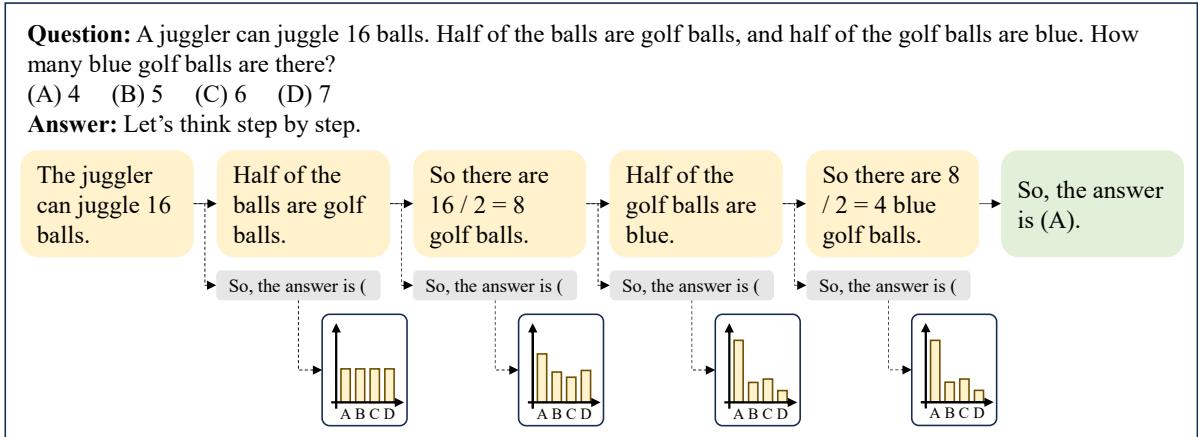 Question: A juggler can juggle 16 balls. Half of the balls are golf balls, and half of the golf balls are blue. How
many blue golf balls are there?
(A) 4 (B) 5 (C) 6 (D) 7
Answer: Let’s think step by step.
The juggler
can juggle 16
balls.
Half of the
balls are golf
balls.
So there are
16 / 2 = 8
golf balls.
Half of the
golf balls are
blue.
So there are 8
/ 2 = 4 blue
golf balls.
So, the answer
is (A).
So, the answer is (
So, the answer is (
So, the answer is (
So, the answer is (
A B C D
A B C D
A B C D
A B C D